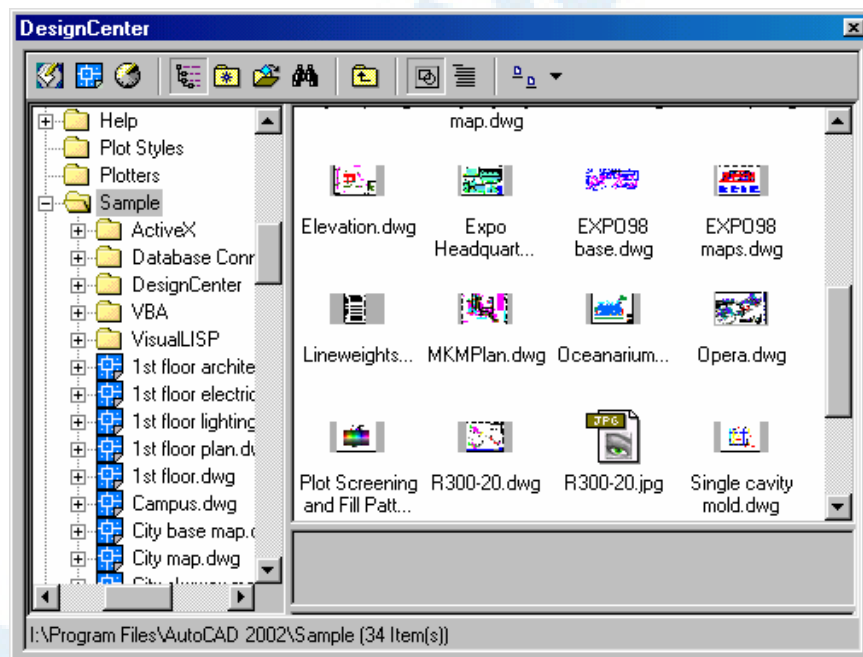 DesignCenter
Help
Plot Styles
Plotters
Sample
ActiveX
Database Conr
DesignCenter
VBA
VisualLISP
1st floor archite
1st floor electric
1st floor lighting
1st floor plan.d
1st floor.dwg
Campus.dwg
City base map.
City map.dwg
map.dwg
Elevation.dwg
Expo
Headquart...
EXPO98
base.dwg
EXPO98
maps.dwg
Lineweights...
MKMPlan.dwg
Oceanarium...
Opera.dwg
JPG
Plot Screening
and Fill Patt...
R300-20.dwg
R300-20.jpg
Single cavity
mold.dwg
I:\Program Files\AutoCAD 2002\Sample (34 Item(s))